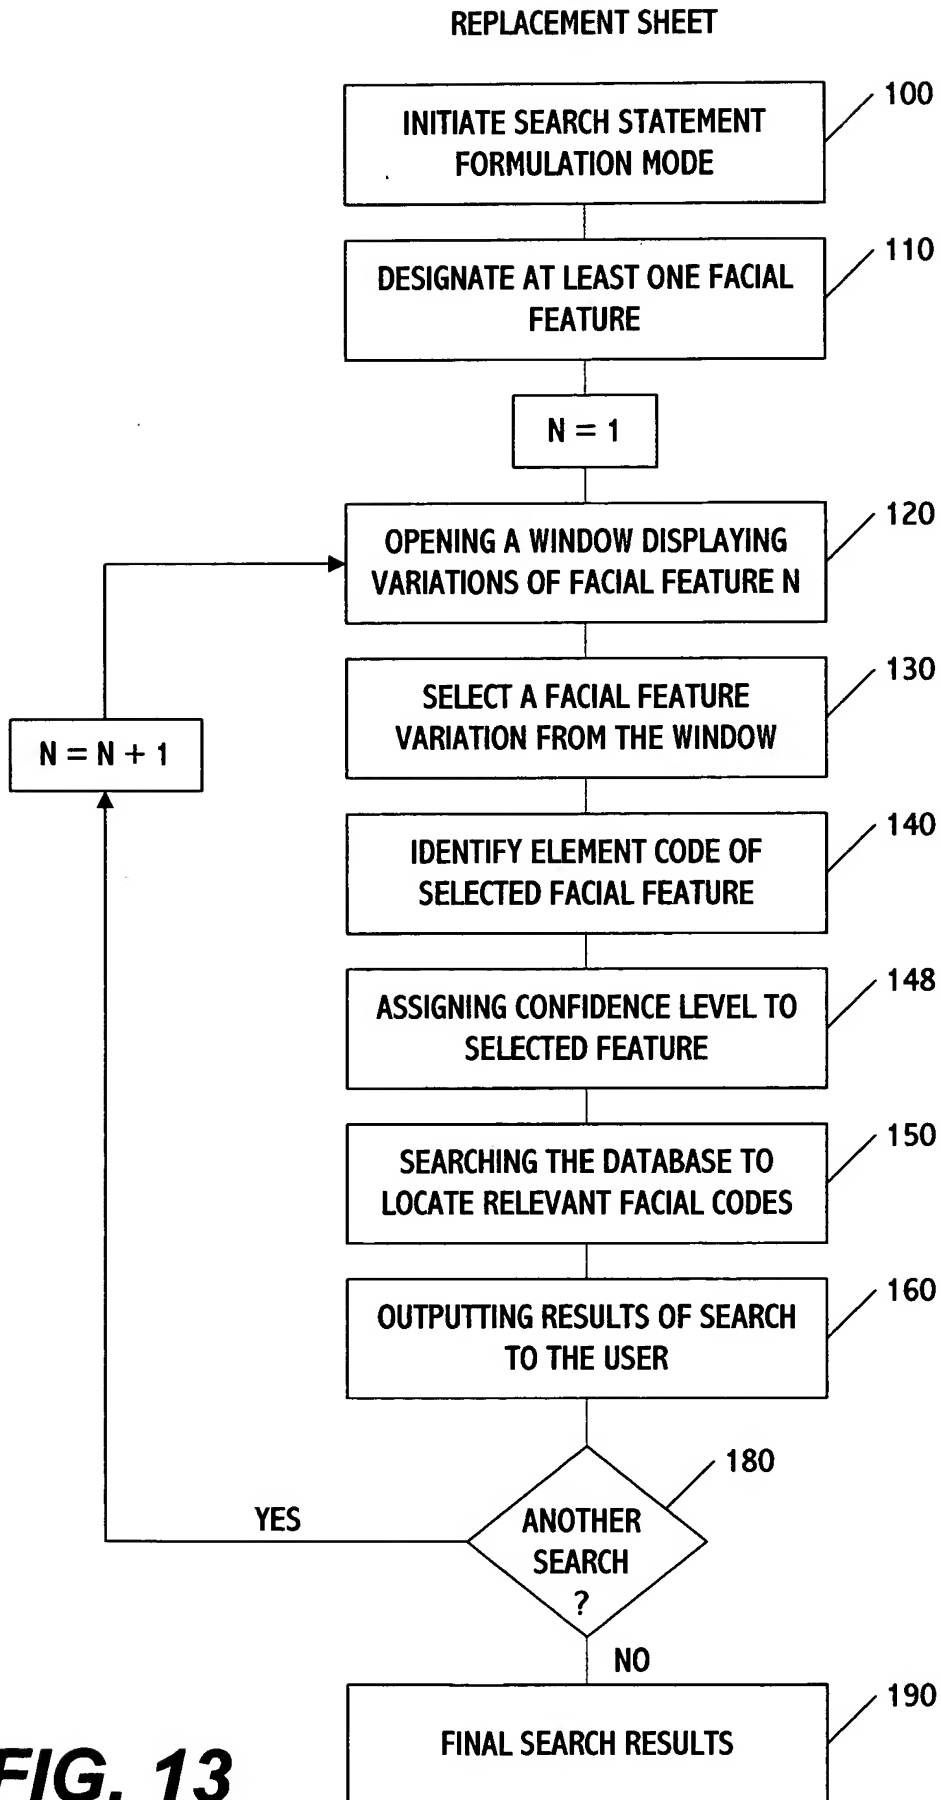 REPLACEMENT SHEET
100
INITIATE SEARCH STATEMENT
FORMULATION MODE
110
DESIGNATE AT LEAST ONE FACIAL
FEATURE
N = 1
120
OPENING A WINDOW DISPLAYING
VARIATIONS OF FACIAL FEATURE N
130
SELECT A FACIAL FEATURE
VARIATION FROM THE WINDOW
N = N + 1
140
IDENTIFY ELEMENT CODE OF
SELECTED FACIAL FEATURE
148
ASSIGNING CONFIDENCE LEVEL TO
SELECTED FEATURE
150
SEARCHING THE DATABASE TO
LOCATE RELEVANT FACIAL CODES
160
OUTPUTTING RESULTS OF SEARCH
TO THE USER
180
YES
ANOTHER
SEARCH
?
NO
190
FINAL SEARCH RESULTS
FIG. 13